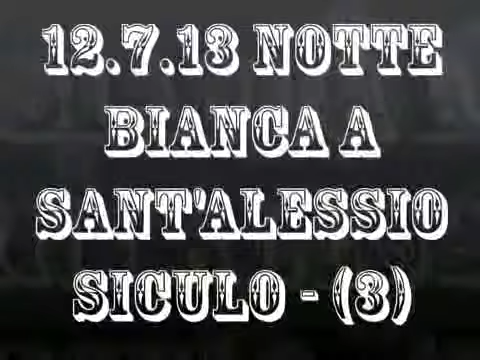 12.7.13 NOTTE
BIANCA A
SANT'ALESSIO
SICULO - (3)